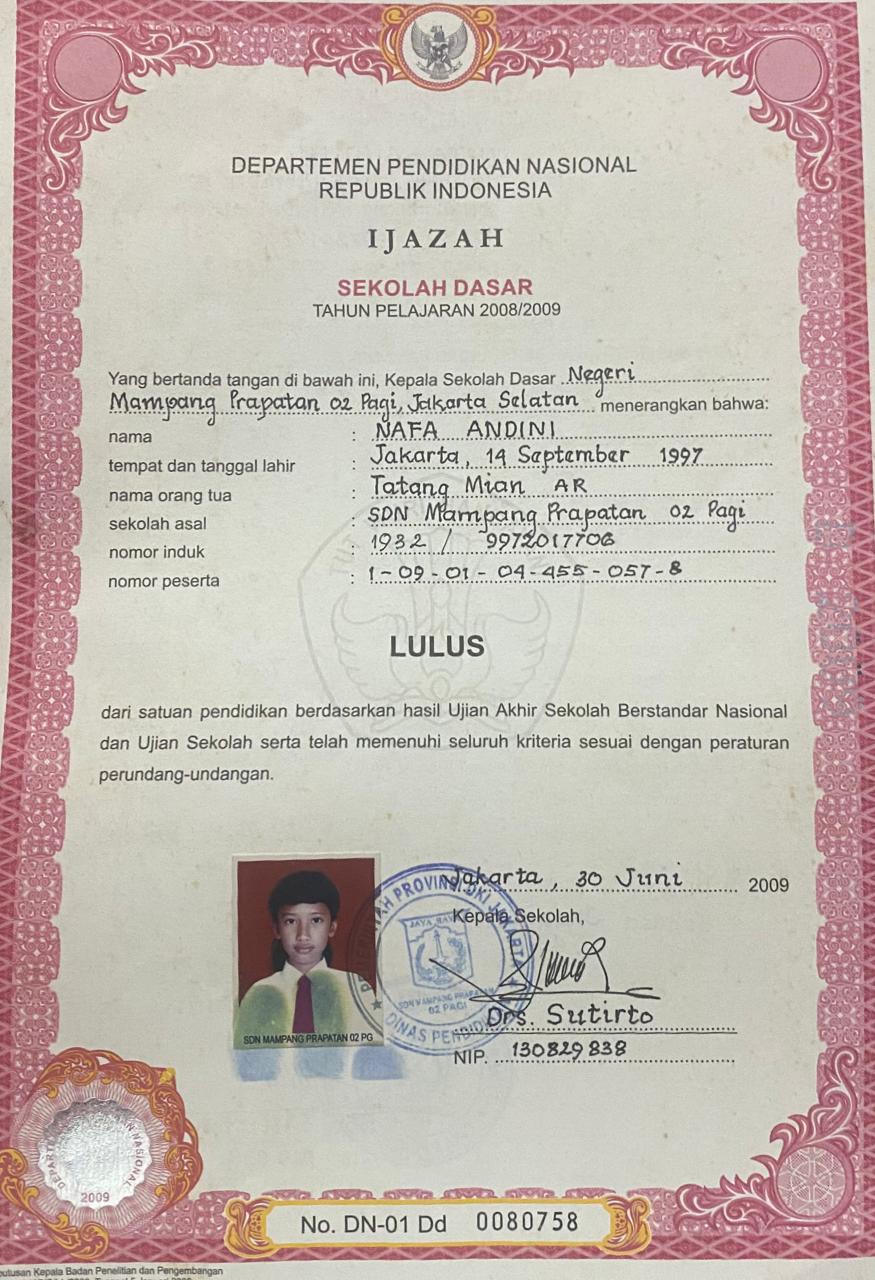 DEPARTEMEN PENDIDIKAN NASIONAL
REPUBLIK INDONESIA
IJAZAH
SEKOLAH DASAR
TAHUN PELAJARAN 2008/2009
Yang bertanda tangan di bawah ini, Kepala Sekolah Dasar Negeri
Mampang Prapatan 02 Pagi, Jakarta Selatan menerangkan bahwa:
nama : NAFA ANDINI
tempat dan tanggal lahir : Jakarta, 14 September 1997
nama orang tua : Tatang Mian AR
sekolah asal : SDN Mampang Prapatan 02 Pagi
nomor induk : 1932 / 9972017706
nomor peserta : 1-09-01-04-455-057-8
LULUS
dari satuan pendidikan berdasarkan hasil Ujian Akhir Sekolah Berstandar Nasional
dan Ujian Sekolah serta telah memenuhi seluruh kriteria sesuai dengan peraturan
perundang-undangan.
Jakarta, 30 Juni 2009
Kepala Sekolah,
PEMERINTAH PROVINSI DKI JAKARTA
JAYA RAYA
SDN MAMPANG PRAPATAN
02 PAGI
DINAS PENDIDIKAN
Drs. Sutirto
NIP. 130829838
SDN MAMPANG PRAPATAN 02 PG
2009
No. DN-01 Dd 0080758
Kepala Badan Penelitian dan Pengembangan